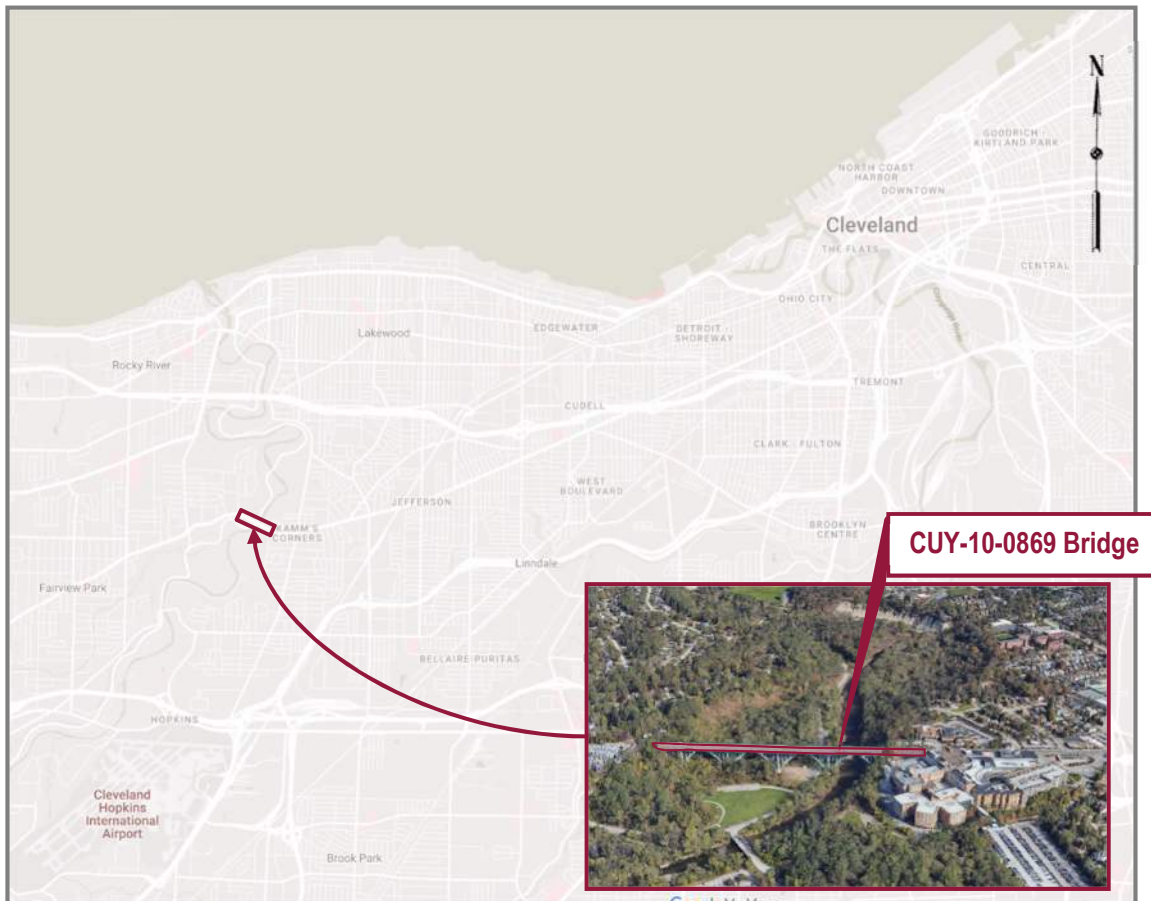 N
GOODRICH -
KIRTLAND PARK
NORTH COAST
HARBOR
DOWNTOWN
Cleveland
THE FLATS
CENTRAL
OHIO CITY
Cuyahoga River
EDGEWATER
DETROIT -
SHOREWAY
Lakewood
Rocky River
TREMONT
CUDELL
CLARK - FULTON
WEST
BOULEVARD
JEFFERSON
BROOKLYN
CENTRE
KAMM'S
CORNERS
CUY-10-0869 Bridge
Linndale
Fairview Park
BELLAIRE-PURITAS
HOPKINS
Cleveland
Hopkins
International
Airport
Brook Park